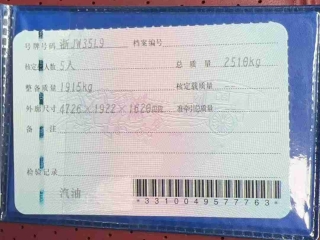 号牌号码 浙JW35L9 档案编号
核定载人数 5人 总质量 2518kg
整备质量 1915kg 核定载质量
外廓尺寸 4726×1922×1628mm 准牵引总质量
备注
检验记录
汽油
*3310049577763*